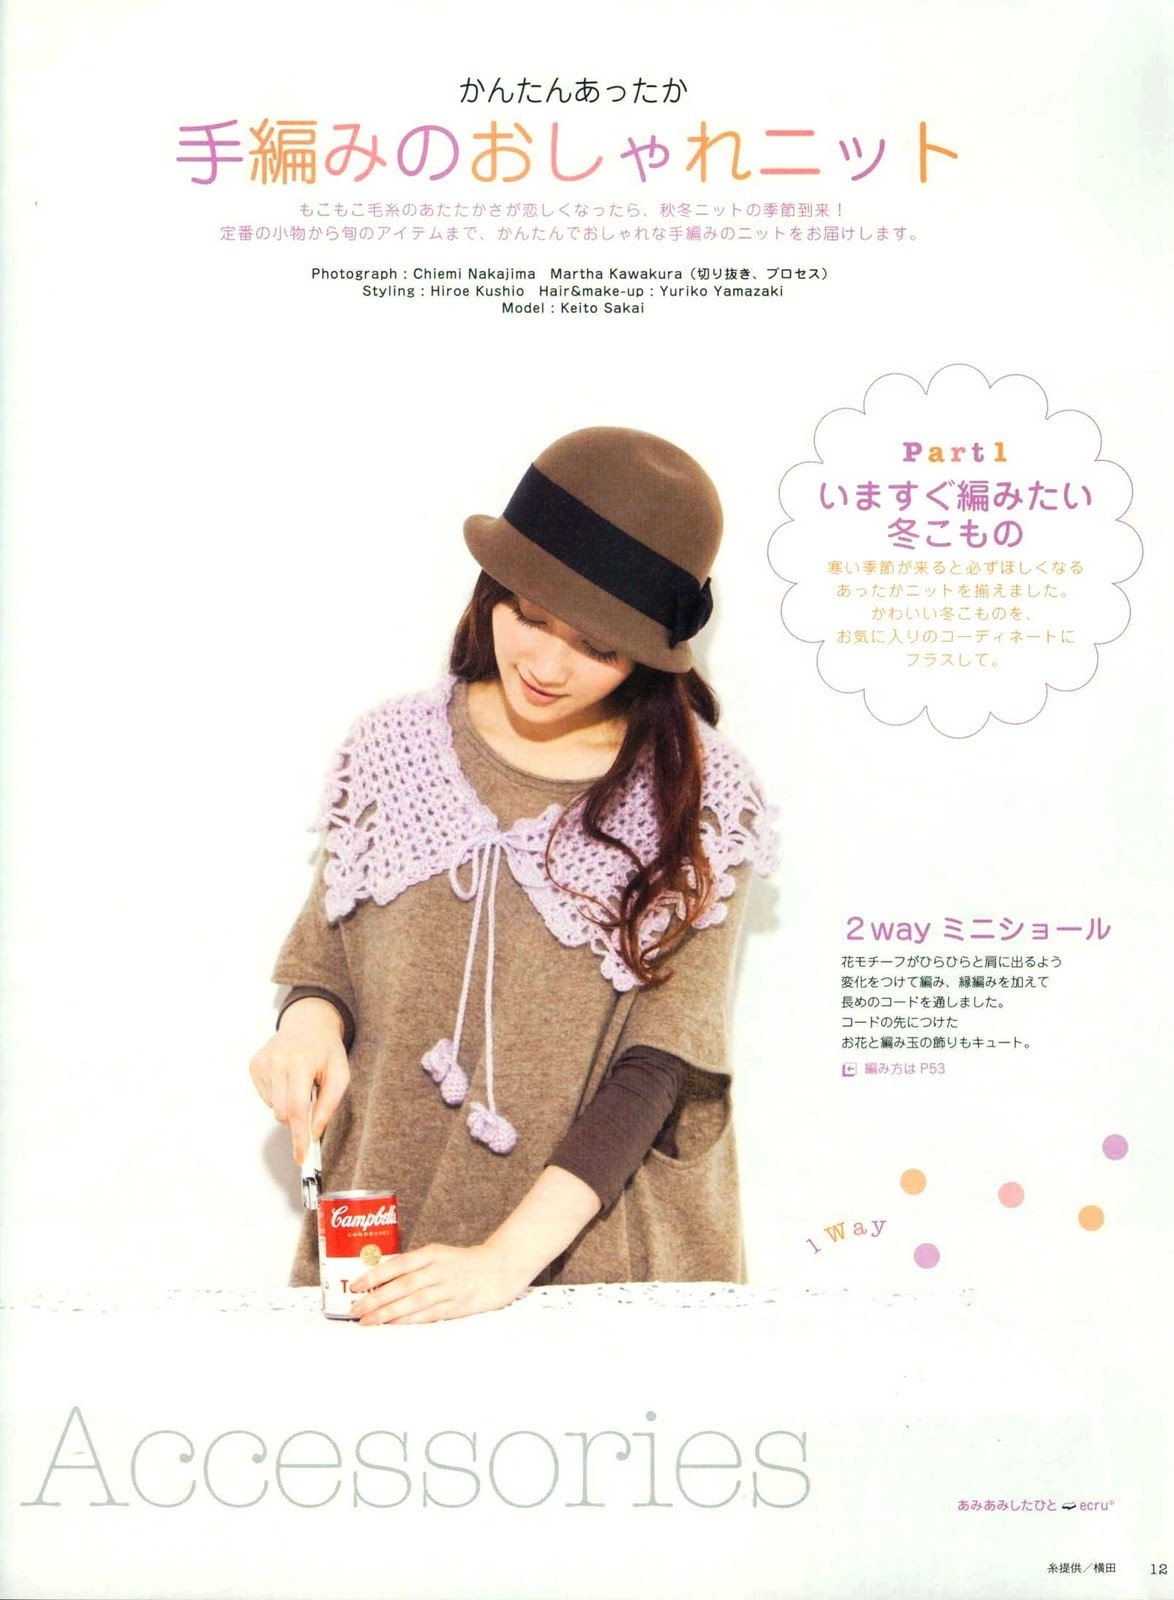 かんたんあったか
手編みのおしゃれニット
もこもこ毛糸のあたたかさが恋しくなったら、秋冬ニットの季節到来！
定番の小物から旬のアイテムまで、かんたんでおしゃれな手編みのニットをお届けします。
Photograph : Chiemi Nakajima Martha Kawakura（切り抜き、プロセス）
Styling : Hiroe Kushio Hair&make-up : Yuriko Yamazaki
Model : Keito Sakai
Part1
いますぐ編みたい
冬こもの
寒い季節が来ると必ずほしくなる
あったかニットを揃えました。
かわいい冬こものを、
お気に入りのコーディネートに
プラスして。
2way ミニショール
花モチーフがひらひらと肩に出るよう
変化をつけて編み、縁編みを加えて
長めのコードを通しました。
コードの先につけた
お花と編み玉の飾りもキュート。
編み方は P53
1 Way
Campbell's
CONDENSED
Accessories
あみあみしたひと ecru
糸提供／横田
12